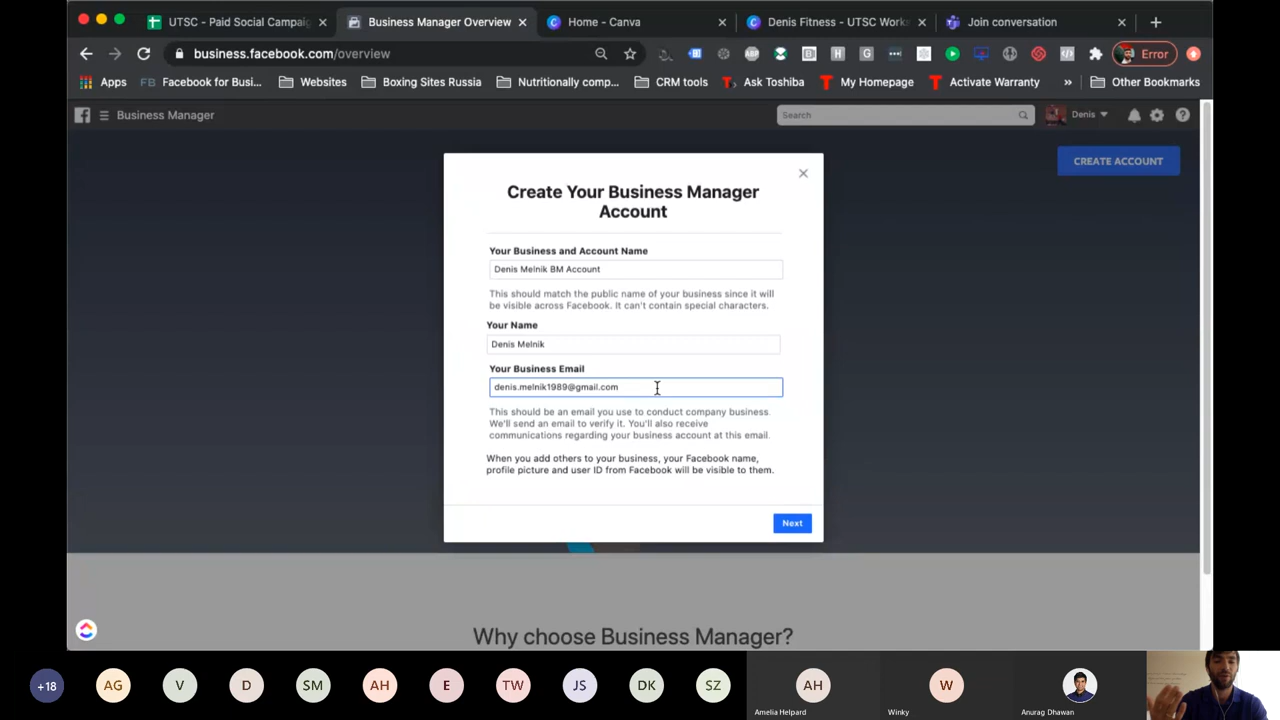 UTSC - Paid Social Campaig
Business Manager Overview
Home - Canva
Denis Fitness - UTSC Work
Join conversation
business.facebook.com/overview
ABP
H
G
Error
Apps
FB Facebook for Busi...
Websites
Boxing Sites Russia
Nutritionally comp...
CRM tools
Ask Toshiba
My Homepage
Activate Warranty
»
Other Bookmarks
Business Manager
Search
Denis
CREATE ACCOUNT
Create Your Business Manager
Account
Your Business and Account Name
Denis Melnik BM Account
This should match the public name of your business since it will
be visible across Facebook. It can't contain special characters.
Your Name
Denis Melnik
Your Business Email
denis.melnik1989@gmail.com
This should be an email you use to conduct company business.
We'll send an email to verify it. You'll also receive
communications regarding your business account at this email.
When you add others to your business, your Facebook name,
profile picture and user ID from Facebook will be visible to them.
Next
Why choose Business Manager?
+18
AG
V
D
SM
AH
E
TW
JS
DK
SZ
AH
W
Amelia Helpard
Winky
Anurag Dhawan